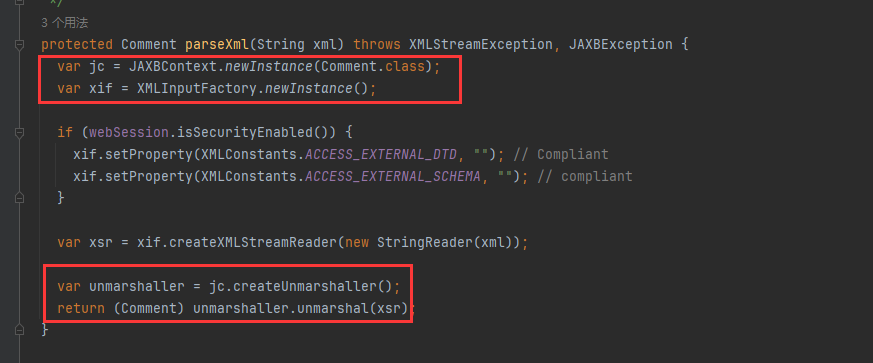 */
3 个用法
protected Comment parseXml(String xml) throws XMLStreamException, JAXBException {
var jc = JAXBContext.newInstance(Comment.class);
var xif = XMLInputFactory.newInstance();
if (webSession.isSecurityEnabled()) {
xif.setProperty(XMLConstants.ACCESS_EXTERNAL_DTD, ""); // Compliant
xif.setProperty(XMLConstants.ACCESS_EXTERNAL_SCHEMA, ""); // compliant
}
var xsr = xif.createXMLStreamReader(new StringReader(xml));
var unmarshaller = jc.createUnmarshaller();
return (Comment) unmarshaller.unmarshal(xsr);
}